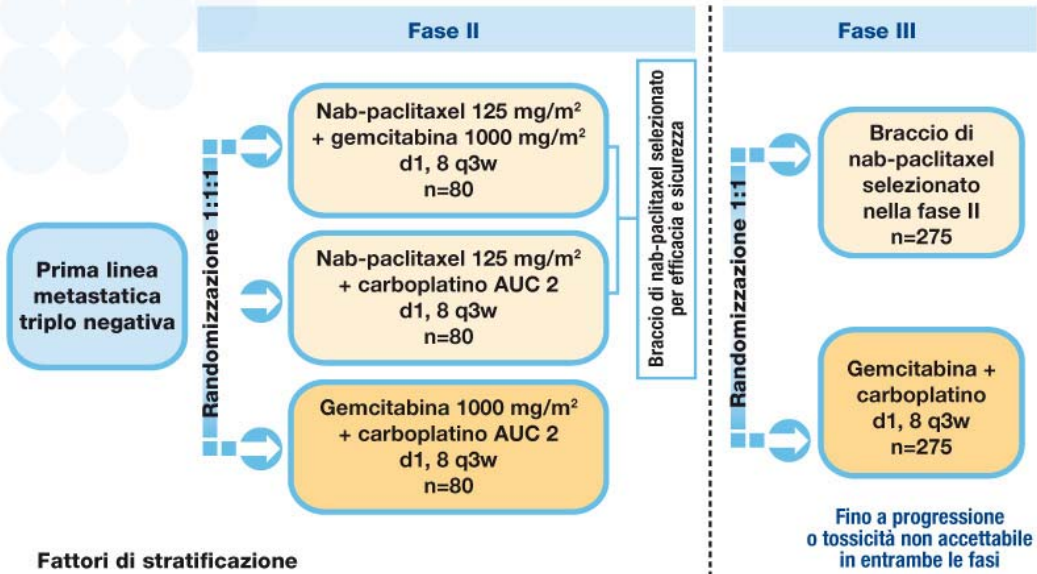 Fase II
Fase III
Prima linea
metastatica
triplo negativa
Randomizzazione 1:1:1
Nab-paclitaxel 125 mg/m²
+ gemcitabina 1000 mg/m²
d1, 8 q3w
n=80
Nab-paclitaxel 125 mg/m²
+ carboplatino AUC 2
d1, 8 q3w
n=80
Gemcitabina 1000 mg/m²
+ carboplatino AUC 2
d1, 8 q3w
n=80
Braccio di nab-paclitaxel selezionato
per efficacia e sicurezza
Randomizzazione 1:1
Braccio di
nab-paclitaxel
selezionato
nella fase II
n=275
Gemcitabina +
carboplatino
d1, 8 q3w
n=275
Fino a progressione
o tossicità non accettabile
in entrambe le fasi
Fattori di stratificazione